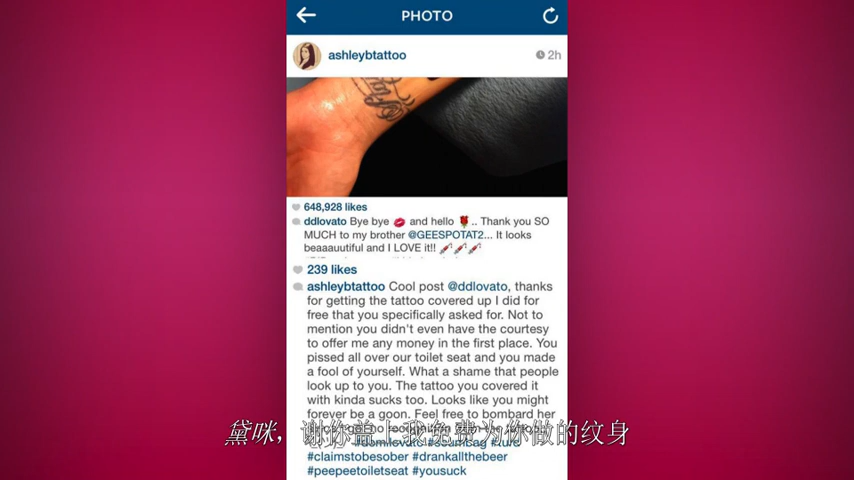 PHOTO
ashleybtattoo
2h
648,928 likes
ddlovato Bye bye 💋 and hello 🌹.. Thank you SO
MUCH to my brother @GEESPOTAT2... It looks
beaaauutiful and I LOVE it!! 💉💉💉
239 likes
ashleybtattoo Cool post @ddlovato, thanks
for getting the tattoo covered up I did for
free that you specifically asked for. Not to
mention you didn't even have the courtesy
to offer me any money in the first place. You
pissed all over our toilet seat and you made
a fool of yourself. What a shame that people
look up to you. The tattoo you covered it
with kinda sucks too. Looks like you might
forever be a goon. Feel free to bombard her
黛咪，谢你盖上我免费为你做的纹身
#claimstobesober #drankallthebeer
#peepeetoiletseat #yousuck